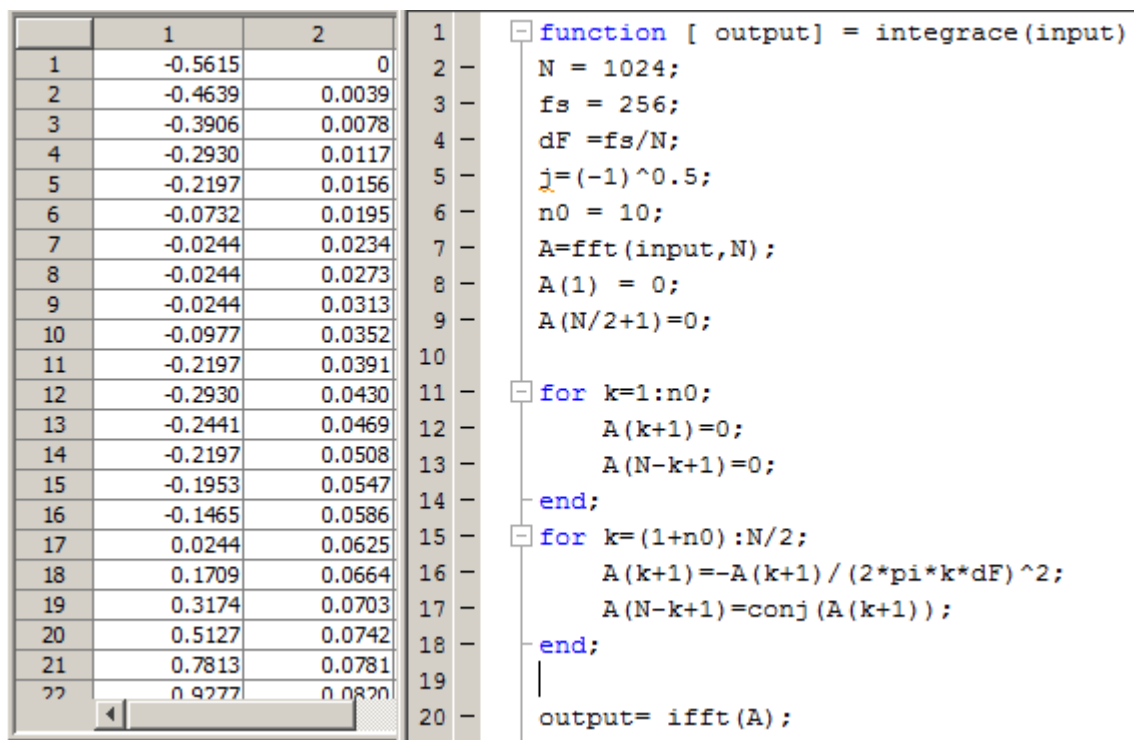 1 2
1 -0.5615 0
2 -0.4639 0.0039
3 -0.3906 0.0078
4 -0.2930 0.0117
5 -0.2197 0.0156
6 -0.0732 0.0195
7 -0.0244 0.0234
8 -0.0244 0.0273
9 -0.0244 0.0313
10 -0.0977 0.0352
11 -0.2197 0.0391
12 -0.2930 0.0430
13 -0.2441 0.0469
14 -0.2197 0.0508
15 -0.1953 0.0547
16 -0.1465 0.0586
17 0.0244 0.0625
18 0.1709 0.0664
19 0.3174 0.0703
20 0.5127 0.0742
21 0.7813 0.0781
22 0.9277 0.0820
1 function [ output] = integrace(input)
2 - N = 1024;
3 - fs = 256;
4 - dF =fs/N;
5 - j=(-1)^0.5;
6 - n0 = 10;
7 - A=fft(input,N);
8 - A(1) = 0;
9 - A(N/2+1)=0;
10
11 - for k=1:n0;
12 - A(k+1)=0;
13 - A(N-k+1)=0;
14 - end;
15 - for k=(1+n0):N/2;
16 - A(k+1)=-A(k+1)/(2*pi*k*dF)^2;
17 - A(N-k+1)=conj(A(k+1));
18 - end;
19
20 - output= ifft(A);